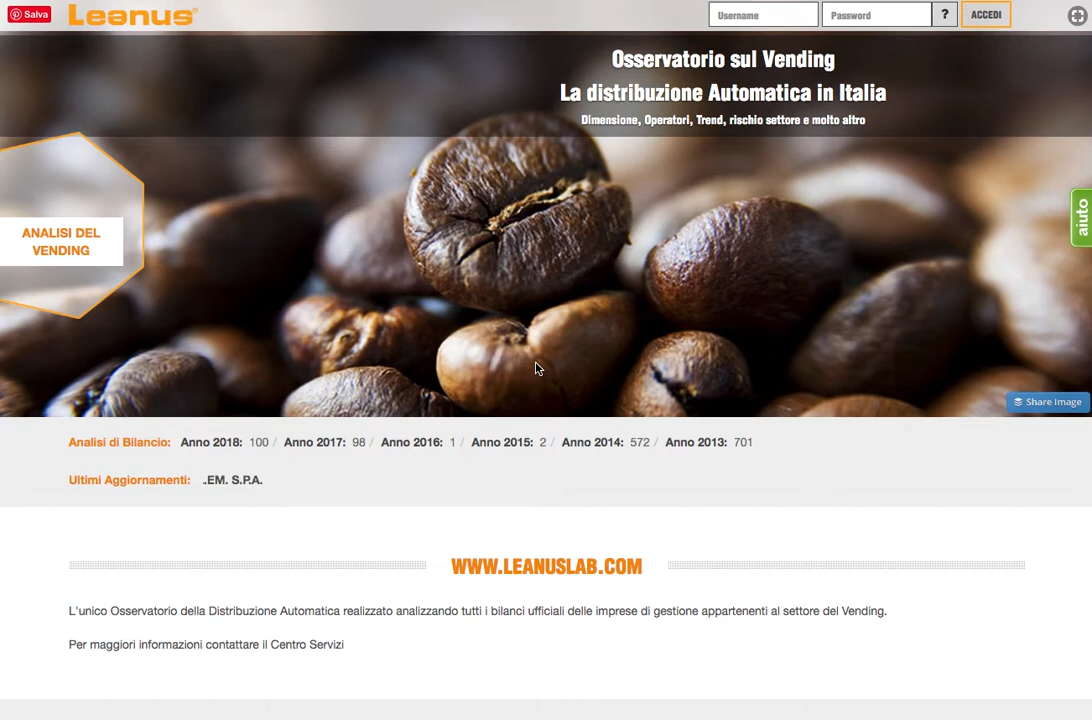 Salva
Leanus®
Username
Password
?
ACCEDI
Osservatorio sul Vending
La distribuzione Automatica in Italia
Dimensione, Operatori, Trend, rischio settore e molto altro
ANALISI DEL
VENDING
aiuto
Share Image
Analisi di Bilancio: Anno 2018: 100 / Anno 2017: 98 / Anno 2016: 1 / Anno 2015: 2 / Anno 2014: 572 / Anno 2013: 701
Ultimi Aggiornamenti: .EM. S.P.A.
WWW.LEANUSLAB.COM
L'unico Osservatorio della Distribuzione Automatica realizzato analizzando tutti i bilanci ufficiali delle imprese di gestione appartenenti al settore del Vending.
Per maggiori informazioni contattare il Centro Servizi